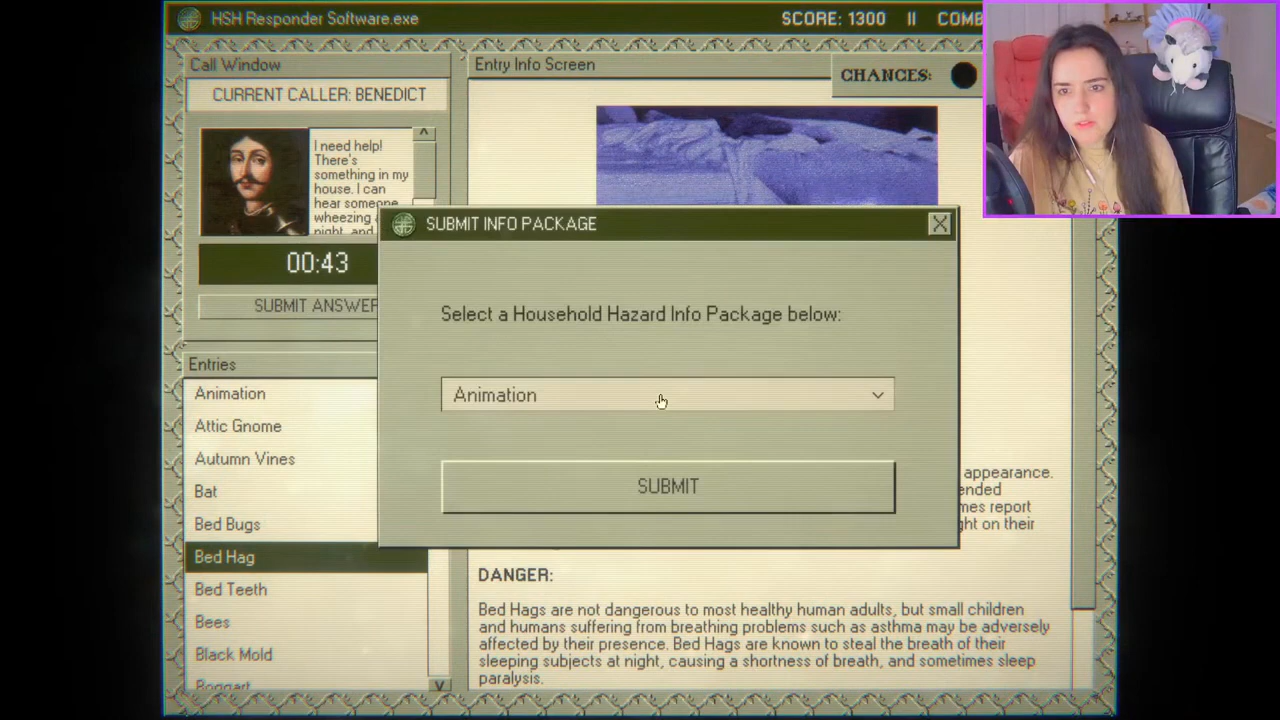 HSH Responder Software.exe
SCORE: 1300 II
Call Window
CURRENT CALLER: BENEDICT
I need help!
There's
something in my
house. I can
hear someone
wheezing
night, and
00:43
SUBMIT ANSWER
Entries
Animation
Attic Gnome
Autumn Vines
Bat
Bed Bugs
Bed Hag
Bed Teeth
Bees
Black Mold
Boggart
Entry Info Screen
CHANCES:
SUBMIT INFO PACKAGE
Select a Household Hazard Info Package below:
Animation
SUBMIT
appearance.
report
on their
DANGER:
Bed Hags are not dangerous to most healthy human adults, but small children
and humans suffering from breathing problems such as asthma may be adversely
affected by their presence. Bed Hags are known to steal the breath of their
sleeping subjects at night, causing a shortness of breath, and sometimes sleep
paralysis.